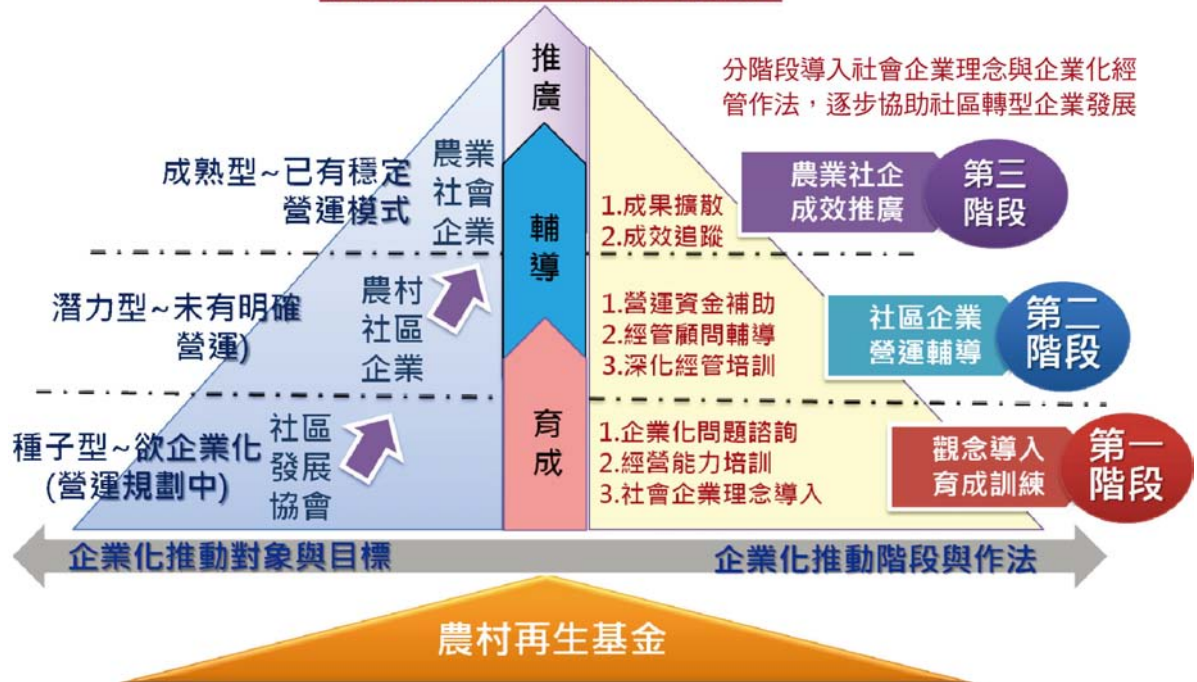 推廣
分階段導入社會企業理念與企業化經
管作法，逐步協助社區轉型企業發展
成熟型~已有穩定
營運模式
農業
社會
企業
輔導
1.成果擴散
2.成效追蹤
農業社企
成效推廣
第三
階段
潛力型~未有明確
營運)
農村
社區
企業
1.營運資金補助
2.經管顧問輔導
3.深化經管培訓
社區企業
營運輔導
第二
階段
種子型~欲企業化
(營運規劃中)
社區
發展
協會
育成
1.企業化問題諮詢
2.經營能力培訓
3.社會企業理念導入
觀念導入
育成訓練
第一
階段
企業化推動對象與目標
企業化推動階段與作法
農村再生基金